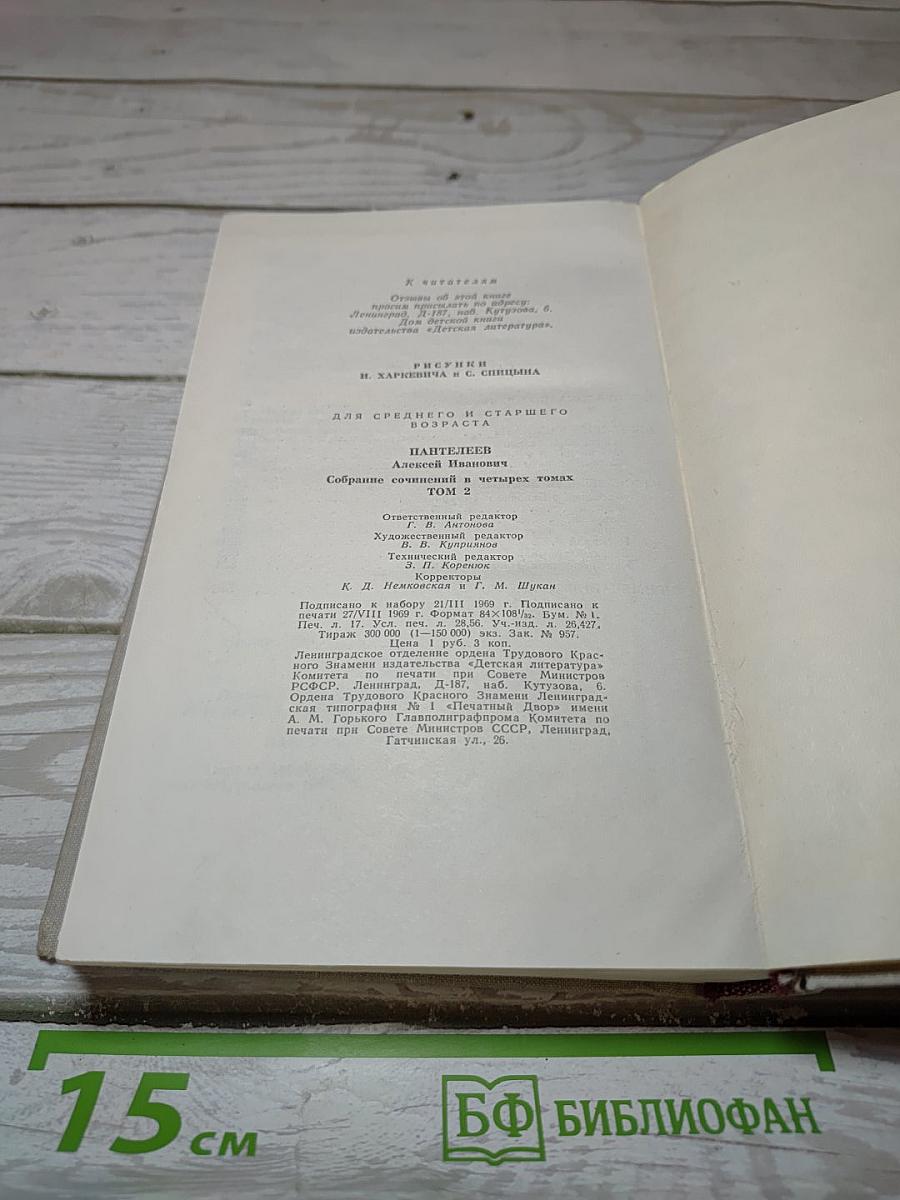 К читателям
Отзывы об этой книге
просим присылать по адресу:
Ленинград, Д-187, наб. Кутузова, 6.
Дом детской книги
издательства «Детская литература».
РИСУНКИ
И. ХАРКЕВИЧА и С. СПИЦЫНА
ДЛЯ СРЕДНЕГО И СТАРШЕГО
ВОЗРАСТА
ПАНТЕЛЕЕВ
Алексей Иванович
Собрание сочинений в четырех томах
ТОМ 2
Ответственный редактор
Г. В. Антонова
Художественный редактор
В. В. Куприянов
Технический редактор
З. П. Коренюк
Корректоры
К. Д. Немковская и Г. М. Шукан
Подписано к набору 21/III 1969 г. Подписано к
печати 27/VIII 1969 г. Формат 84×108¹/₃₂. Бум. № 1.
Печ. л. 17. Усл. печ. л. 28,56. Уч.-изд. л. 26,427.
Тираж 300 000 (1—150 000) экз. Зак. № 957.
Цена 1 руб. 3 коп.
Ленинградское отделение ордена Трудового Крас-
ного Знамени издательства «Детская литература»
Комитета по печати при Совете Министров
РСФСР. Ленинград, Д-187, наб. Кутузова, 6.
Ордена Трудового Красного Знамени Ленинград-
ская типография № 1 «Печатный Двор» имени
А. М. Горького Главполиграфпрома Комитета по
печати при Совете Министров СССР, Ленинград,
Гатчинская ул., 26.
15 см
БФ БИБЛИОФАН